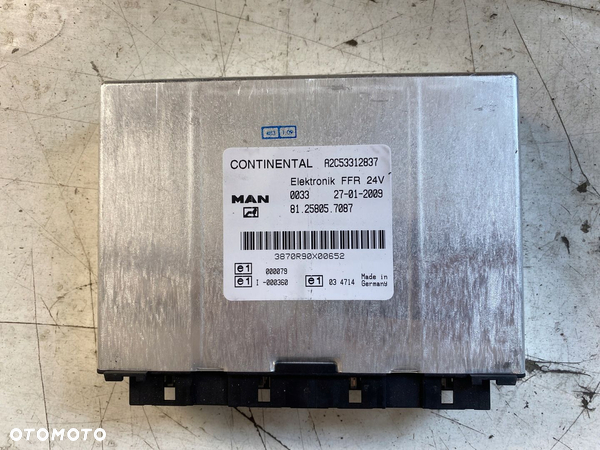 CONTINENTAL A2C53312837
Elektronik FFR 24V
MAN 0033 27-01-2009
81.25805.7087
3870R90X00652
e1 000079
e1 I -000360 e1 03 4714 Made in Germany
OTOMOTO